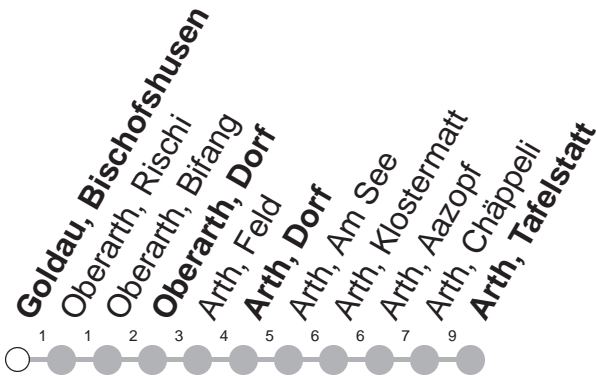 Goldau, Bischofshusen
Oberarth, Rischi
Oberarth, Bifang
Oberarth, Dorf
Arth, Feld
Arth, Dorf
Arth, Am See
Arth, Klostermatt
Arth, Aazopf
Arth, Chäppeli
Arth, Tafelstatt
1 1 2 3 4 5 6 6 7 9